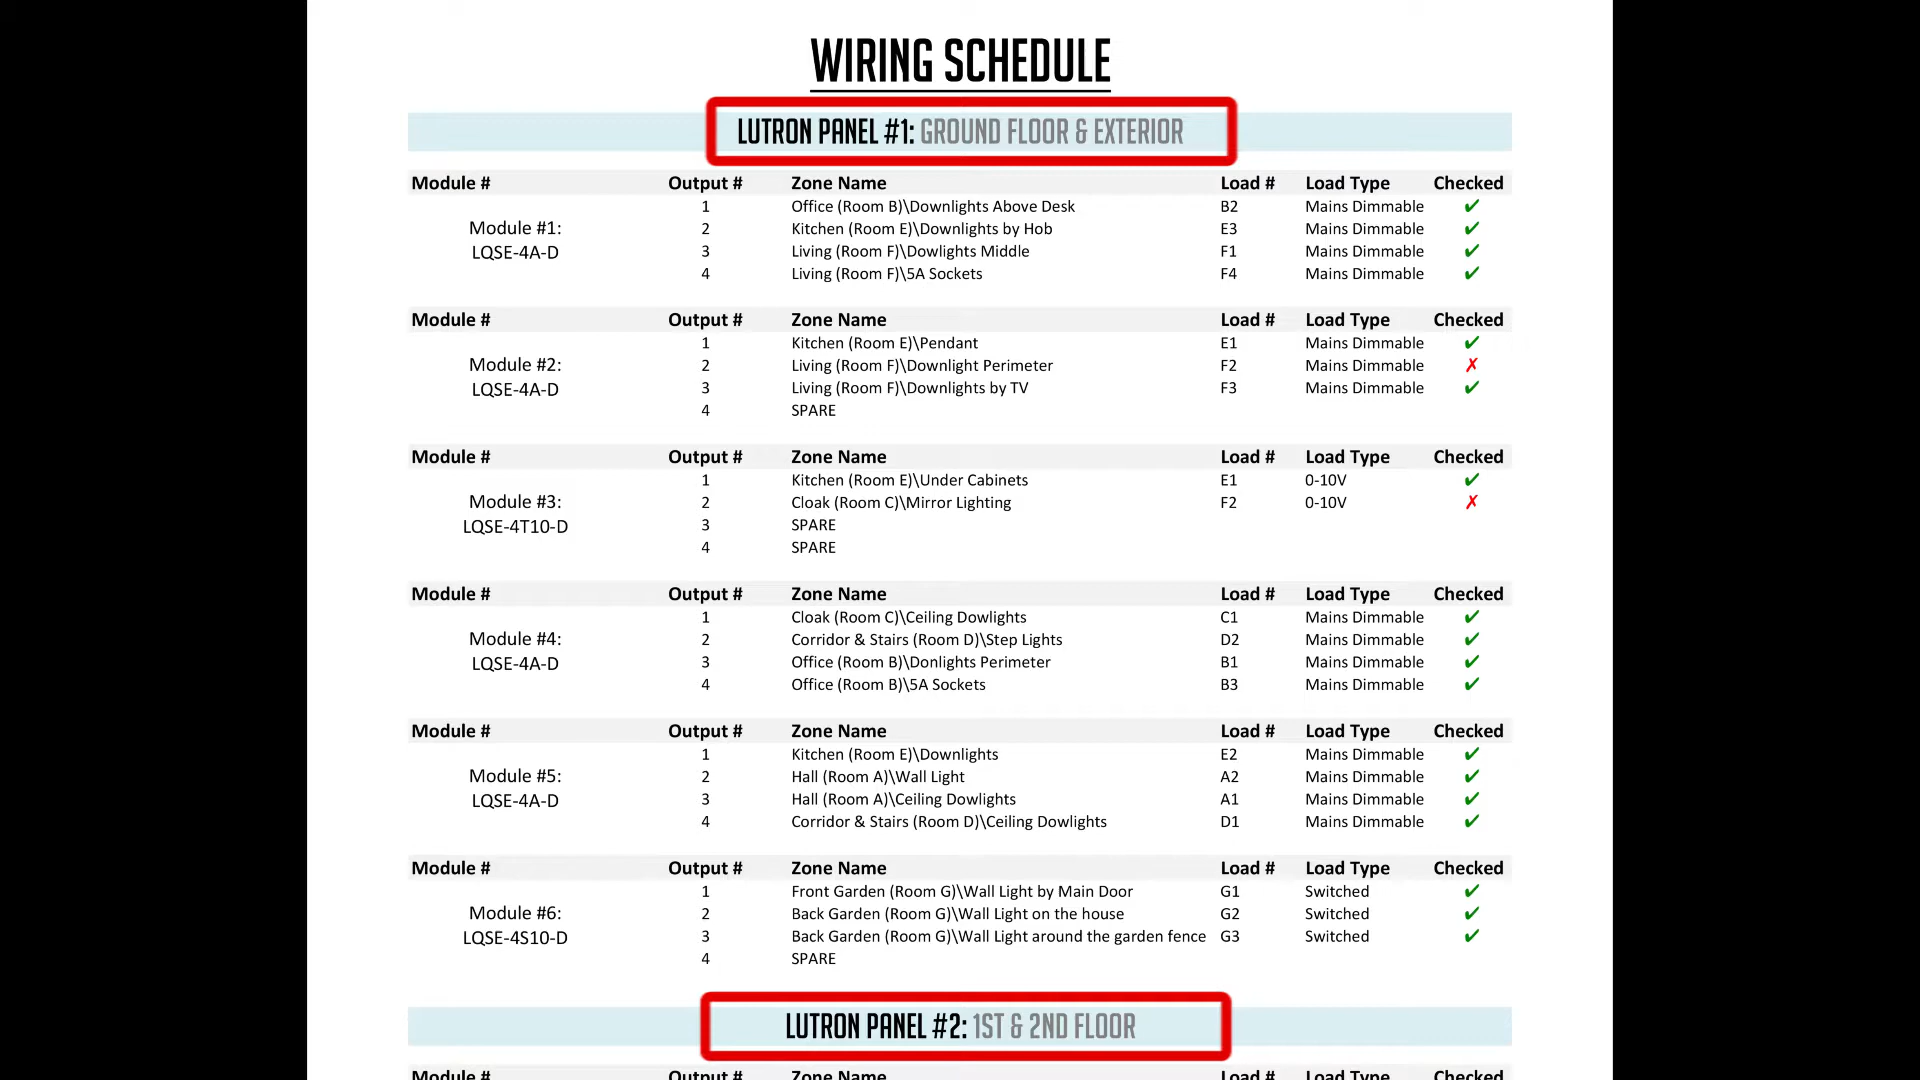 WIRING SCHEDULE
LUTRON PANEL #1: GROUND FLOOR & EXTERIOR
Module # Output # Zone Name Load # Load Type Checked
1 Office (Room B)\Downlights Above Desk B2 Mains Dimmable ✓
Module #1: 2 Kitchen (Room E)\Downlights by Hob E3 Mains Dimmable ✓
LQSE-4A-D 3 Living (Room F)\Dowlights Middle F1 Mains Dimmable ✓
4 Living (Room F)\5A Sockets F4 Mains Dimmable ✓
Module # Output # Zone Name Load # Load Type Checked
1 Kitchen (Room E)\Pendant E1 Mains Dimmable ✓
Module #2: 2 Living (Room F)\Downlight Perimeter F2 Mains Dimmable ✗
LQSE-4A-D 3 Living (Room F)\Downlights by TV F3 Mains Dimmable ✓
4 SPARE
Module # Output # Zone Name Load # Load Type Checked
1 Kitchen (Room E)\Under Cabinets E1 0-10V ✓
Module #3: 2 Cloak (Room C)\Mirror Lighting F2 0-10V ✗
LQSE-4T10-D 3 SPARE
4 SPARE
Module # Output # Zone Name Load # Load Type Checked
1 Cloak (Room C)\Ceiling Dowlights C1 Mains Dimmable ✓
Module #4: 2 Corridor & Stairs (Room D)\Step Lights D2 Mains Dimmable ✓
LQSE-4A-D 3 Office (Room B)\Donlights Perimeter B1 Mains Dimmable ✓
4 Office (Room B)\5A Sockets B3 Mains Dimmable ✓
Module # Output # Zone Name Load # Load Type Checked
1 Kitchen (Room E)\Downlights E2 Mains Dimmable ✓
Module #5: 2 Hall (Room A)\Wall Light A2 Mains Dimmable ✓
LQSE-4A-D 3 Hall (Room A)\Ceiling Dowlights A1 Mains Dimmable ✓
4 Corridor & Stairs (Room D)\Ceiling Dowlights D1 Mains Dimmable ✓
Module # Output # Zone Name Load # Load Type Checked
1 Front Garden (Room G)\Wall Light by Main Door G1 Switched ✓
Module #6: 2 Back Garden (Room G)\Wall Light on the house G2 Switched ✓
LQSE-4S10-D 3 Back Garden (Room G)\Wall Light around the garden fence G3 Switched ✓
4 SPARE
LUTRON PANEL #2: 1ST & 2ND FLOOR
Module # Output # Zone Name Load # Load Type Checked